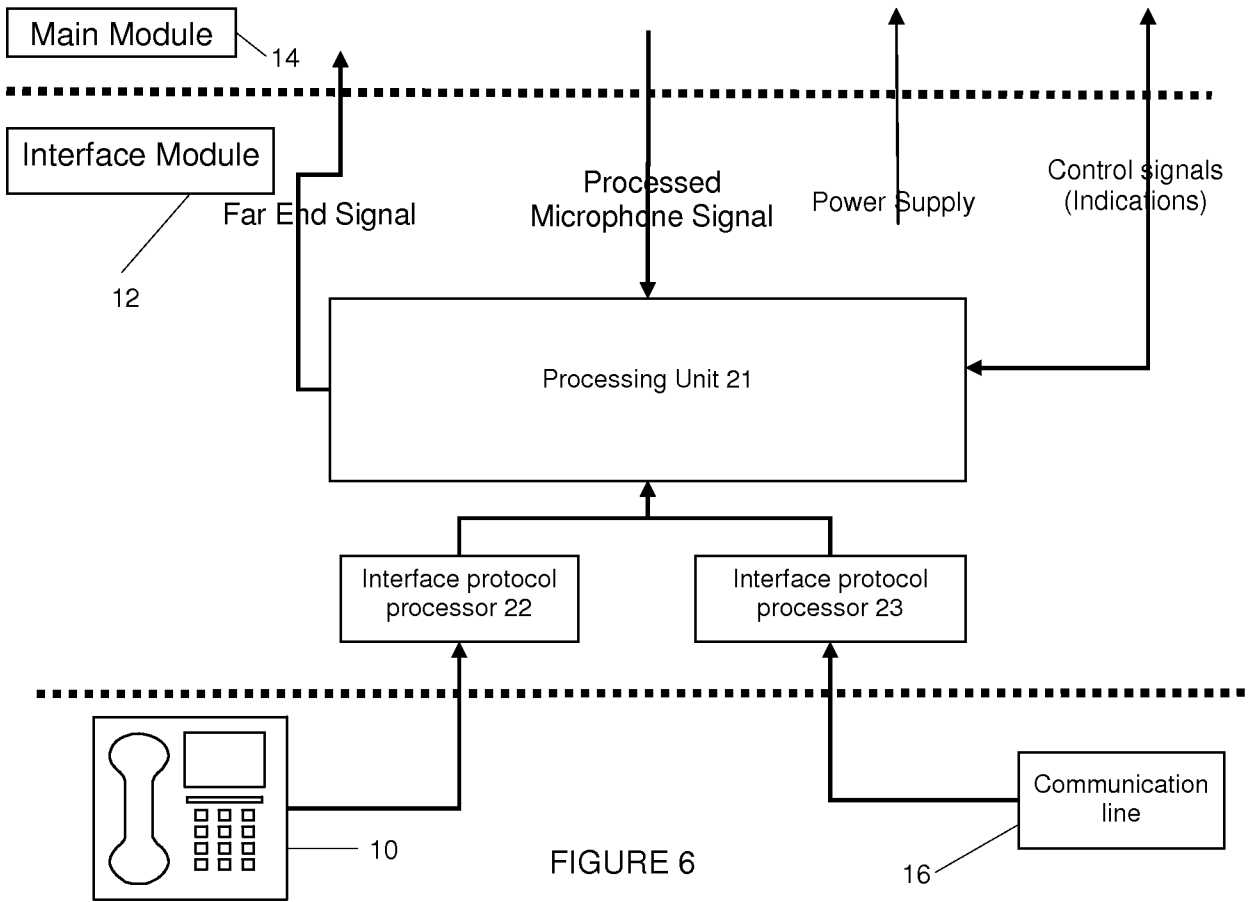 Main Module
14
Interface Module
12
Far End Signal
Processed
Microphone Signal
Power Supply
Control signals
(Indications)
Processing Unit 21
Interface protocol
processor 22
Interface protocol
processor 23
Communication
line
10
16
FIGURE 6